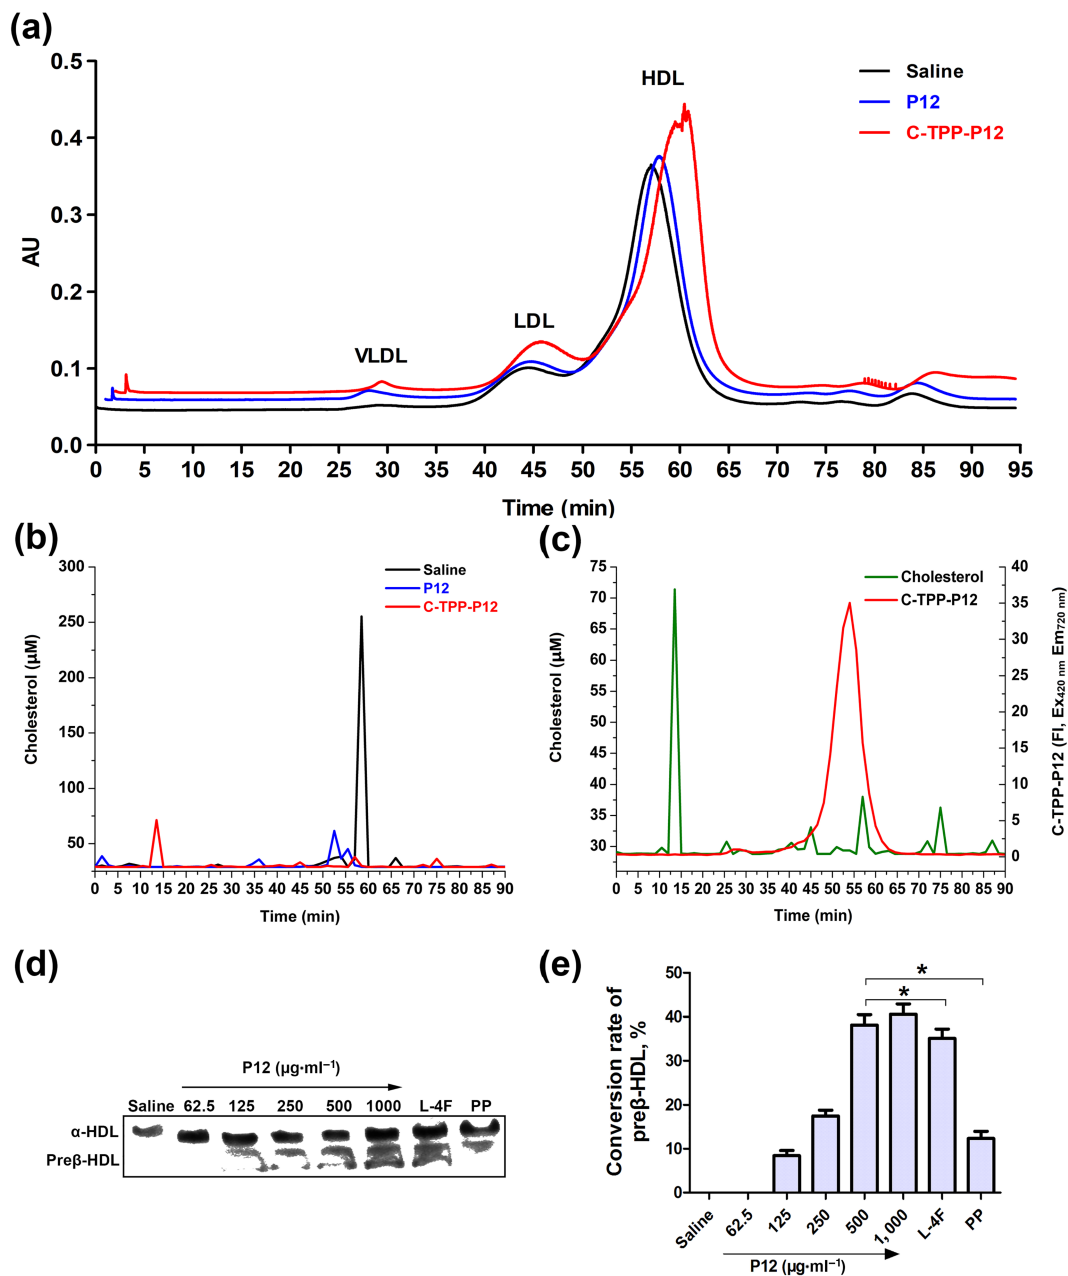 (a)
0.5
0.4
0.3
0.2
0.1
0.0
AU
HDL
LDL
VLDL
Saline
P12
C-TPP-P12
0 5 10 15 20 25 30 35 40 45 50 55 60 65 70 75 80 85 90 95
Time (min)
(b)
300
250
200
150
100
50
Cholesterol (µM)
Saline
P12
C-TPP-P12
0 5 10 15 20 25 30 35 40 45 50 55 60 65 70 75 80 85 90
Time (min)
(c)
75
70
65
60
55
50
45
40
35
30
Cholesterol (µM)
Cholesterol
C-TPP-P12
40
35
30
25
20
15
10
5
0
C-TPP-P12 (FI, Ex420 nm Em720 nm)
0 5 10 15 20 25 30 35 40 45 50 55 60 65 70 75 80 85 90
Time (min)
(d)
P12 (µg·ml⁻¹)
Saline 62.5 125 250 500 1000 L-4F PP
α-HDL
Preβ-HDL
(e)
Conversion rate of
preβ-HDL, %
50
40
30
20
10
0
*
*
Saline 62.5 125 250 500 1,000 L-4F PP
P12 (µg·ml⁻¹)